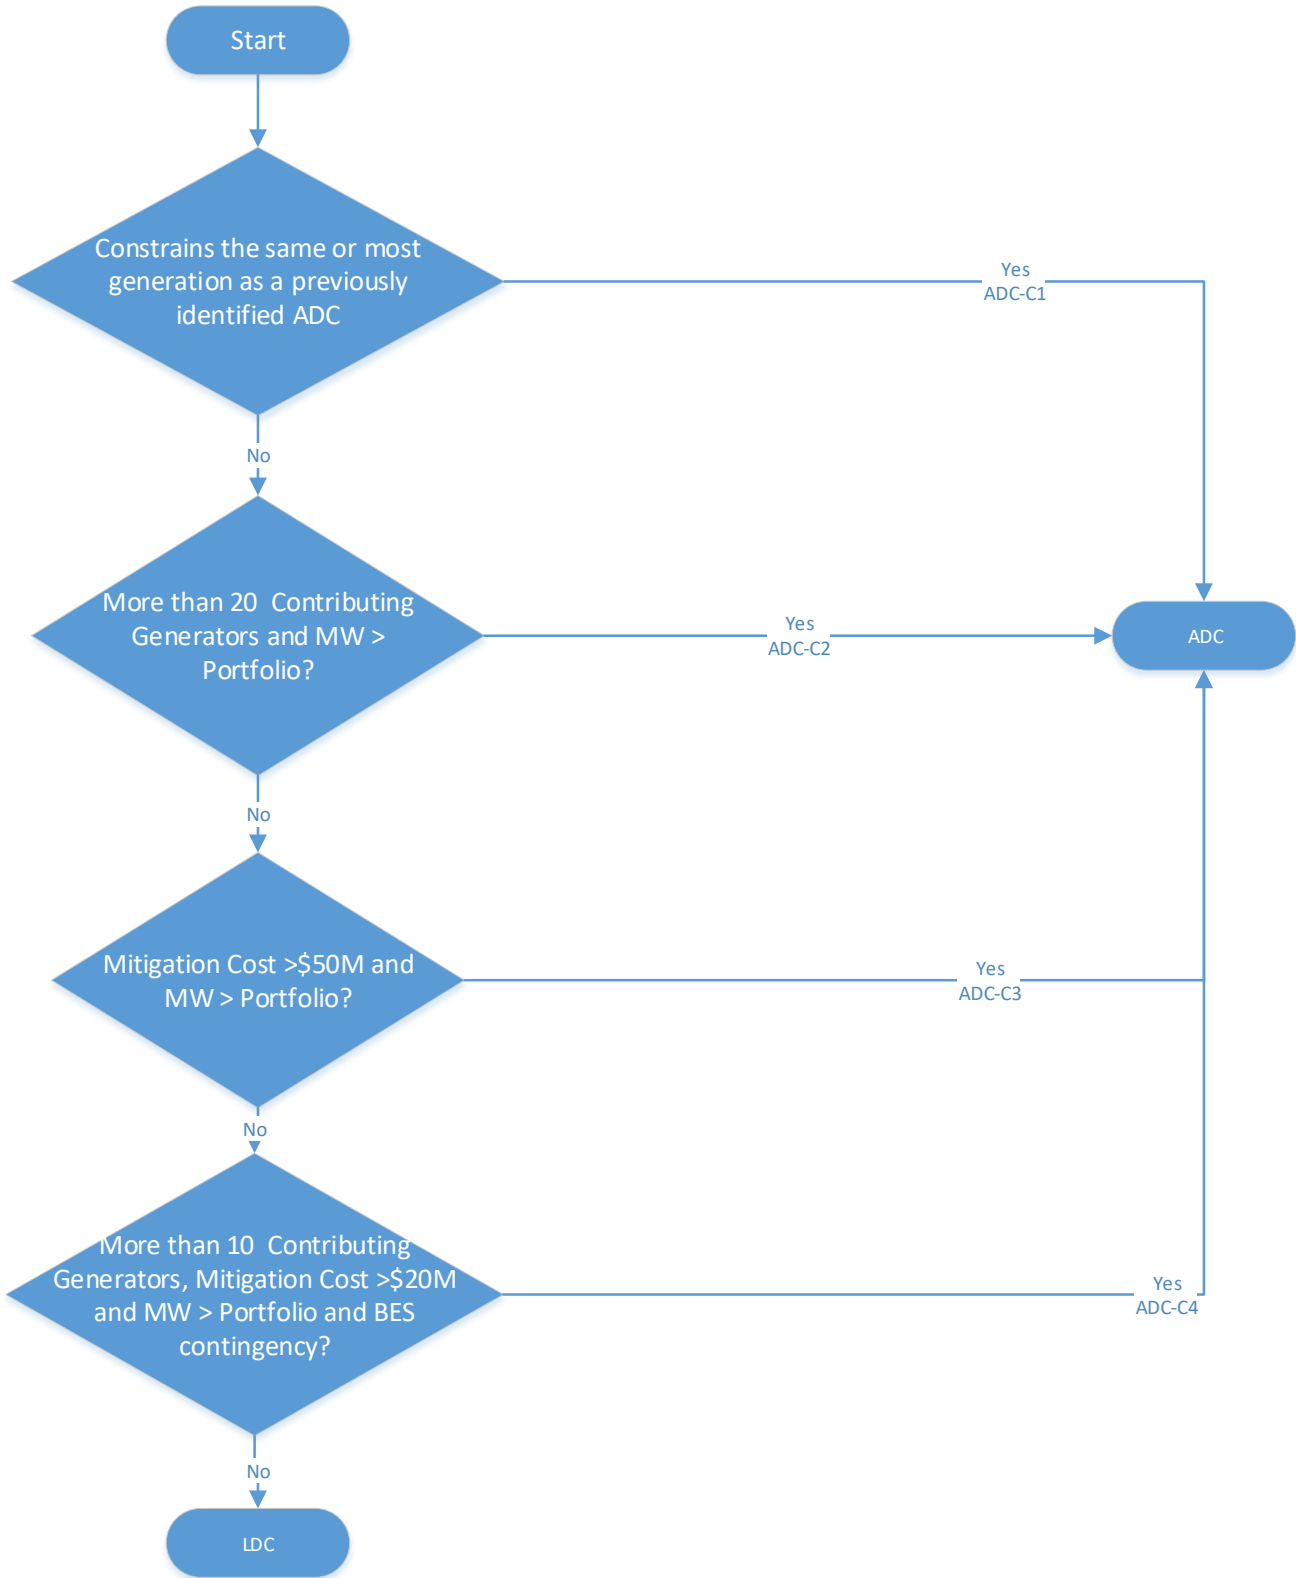 Start
Constrains the same or most
generation as a previously
identified ADC
Yes
ADC-C1
No
More than 20  Contributing
Generators and MW >
Portfolio?
Yes
ADC-C2
ADC
No
Mitigation Cost >$50M and
MW > Portfolio?
Yes
ADC-C3
No
More than 10  Contributing
Generators, Mitigation Cost >$20M
and MW > Portfolio and BES
contingency?
Yes
ADC-C4
No
LDC